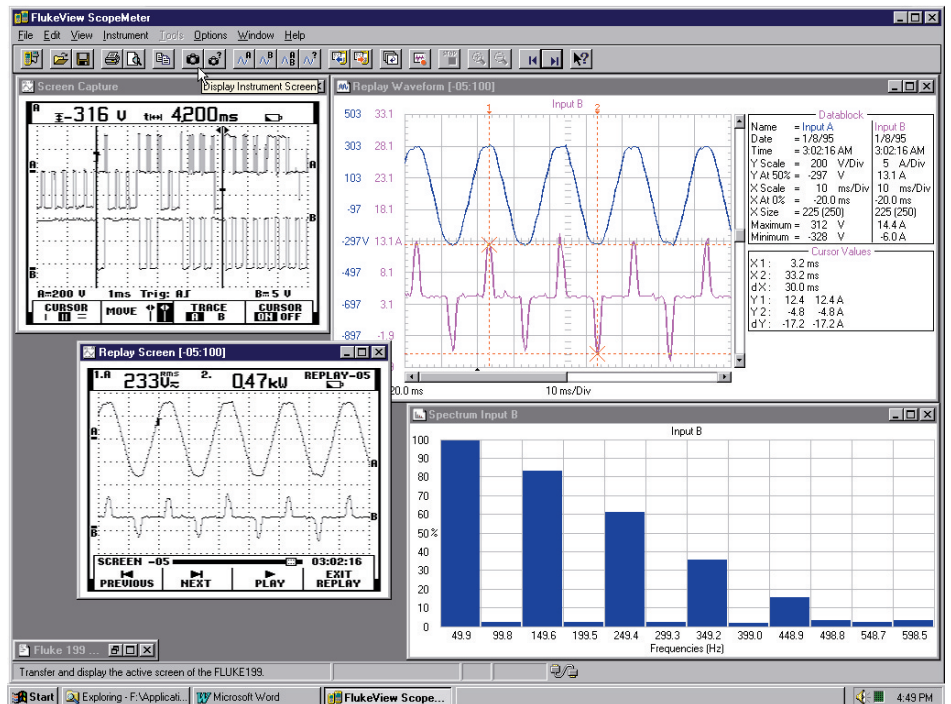 FlukeView ScopeMeter
File Edit View Instrument Tools Options Window Help
Display Instrument Screen
Screen Capture
A -316 V 4200ms
A
A
B
B
A=200 V 1ms Trig: A B= 5 V
CURSOR MOVE TRACE A B CURSOR ON OFF
Replay Waveform [-05:100]
Input B
1 2
503 33.1
303 28.1
103 23.1
-97 18.1
-297V 13.1A
-497 8.1
-697 3.1
-897 -1.9
20.0 ms 10 ms/Div
Datablock
Name = Input A Input B
Date = 1/8/95 1/8/95
Time = 3:02:16 AM 3:02:16 AM
Y Scale = 200 V/Div 5 A/Div
Y At 50% = -297 V 13.1 A
X Scale = 10 ms/Div 10 ms/Div
X At 0% = -20.0 ms -20.0 ms
X Size = 225 (250) 225 (250)
Maximum = 312 V 14.4 A
Minimum = -328 V -6.0 A
Cursor Values
X1: 3.2 ms
X2: 33.2 ms
dX: 30.0 ms
Y1: 12.4 12.4 A
Y2: -4.8 -4.8 A
dY: -17.2 -17.2 A
Replay Screen [-05:100]
1.A 233 RMS V 2. 0.47kW REPLAY-05
A
A
B
B
SCREEN -05 03:02:16
PREVIOUS NEXT PLAY EXIT REPLAY
Spectrum Input B
Input B
100
90
80
70
60
50 %
40
30
20
10
0
49.9 99.8 149.6 199.5 249.4 299.3 349.2 399.0 448.9 498.8 548.7 598.5
Frequencies (Hz)
Fluke 199 ...
Transfer and display the active screen of the FLUKE199.
Start Exploring - F:\Applicati... Microsoft Word FlukeView Scope... 4:49 PM